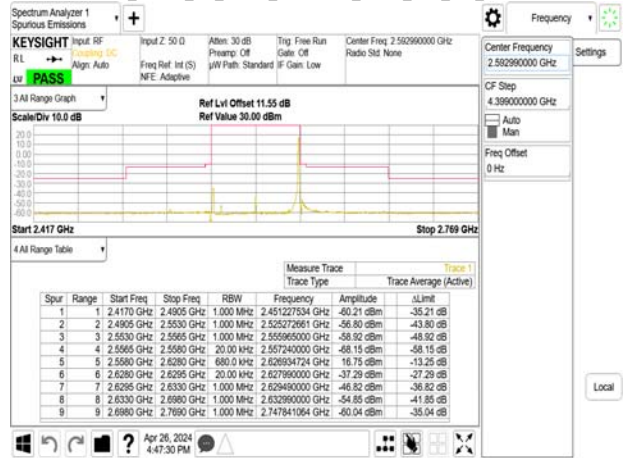 Spectrum Analyzer 1
Spurious Emissions
Frequency
KEYSIGHT Input: RF Input Z: 50 Ω Atten: 30 dB Trig: Free Run Center Freq: 2.592990000 GHz
RL Coupling: DC Preamp: Off Gate: Off Radio Std: None
Align: Auto Freq Ref: Int (S) µW Path: Standard IF Gain: Low
PASS NFE: Adaptive
Center Frequency
2.592990000 GHz
Settings
CF Step
4.399000000 GHz
Auto
Man
Freq Offset
0 Hz
3 All Range Graph
Ref Lvl Offset 11.55 dB
Scale/Div 10.0 dB Ref Value 30.00 dBm
20.0
10.0
0.00
-10.0
-20.0
-30.0
-40.0
-50.0
-60.0
Start 2.417 GHz Stop 2.769 GHz
4 All Range Table
Measure Trace Trace 1
Trace Type Trace Average (Active)
Spur Range Start Freq Stop Freq RBW Frequency Amplitude ΔLimit
1 1 2.4170 GHz 2.4905 GHz 1.000 MHz 2.451227534 GHz -60.21 dBm -35.21 dB
2 2 2.4905 GHz 2.5530 GHz 1.000 MHz 2.525272661 GHz -56.80 dBm -43.80 dB
3 3 2.5530 GHz 2.5565 GHz 1.000 MHz 2.555965000 GHz -58.92 dBm -48.92 dB
4 4 2.5565 GHz 2.5580 GHz 20.00 kHz 2.557240000 GHz -68.15 dBm -58.15 dB
5 5 2.5580 GHz 2.6280 GHz 680.0 kHz 2.626934724 GHz 16.75 dBm -13.25 dB
6 6 2.6280 GHz 2.6295 GHz 20.00 kHz 2.627990000 GHz -37.29 dBm -27.29 dB
7 7 2.6295 GHz 2.6330 GHz 1.000 MHz 2.629490000 GHz -46.82 dBm -36.82 dB
8 8 2.6330 GHz 2.6980 GHz 1.000 MHz 2.632990000 GHz -54.85 dBm -41.85 dB
9 9 2.6980 GHz 2.7690 GHz 1.000 MHz 2.747841064 GHz -60.04 dBm -35.04 dB
Local
? Apr 26, 2024
4:47:30 PM